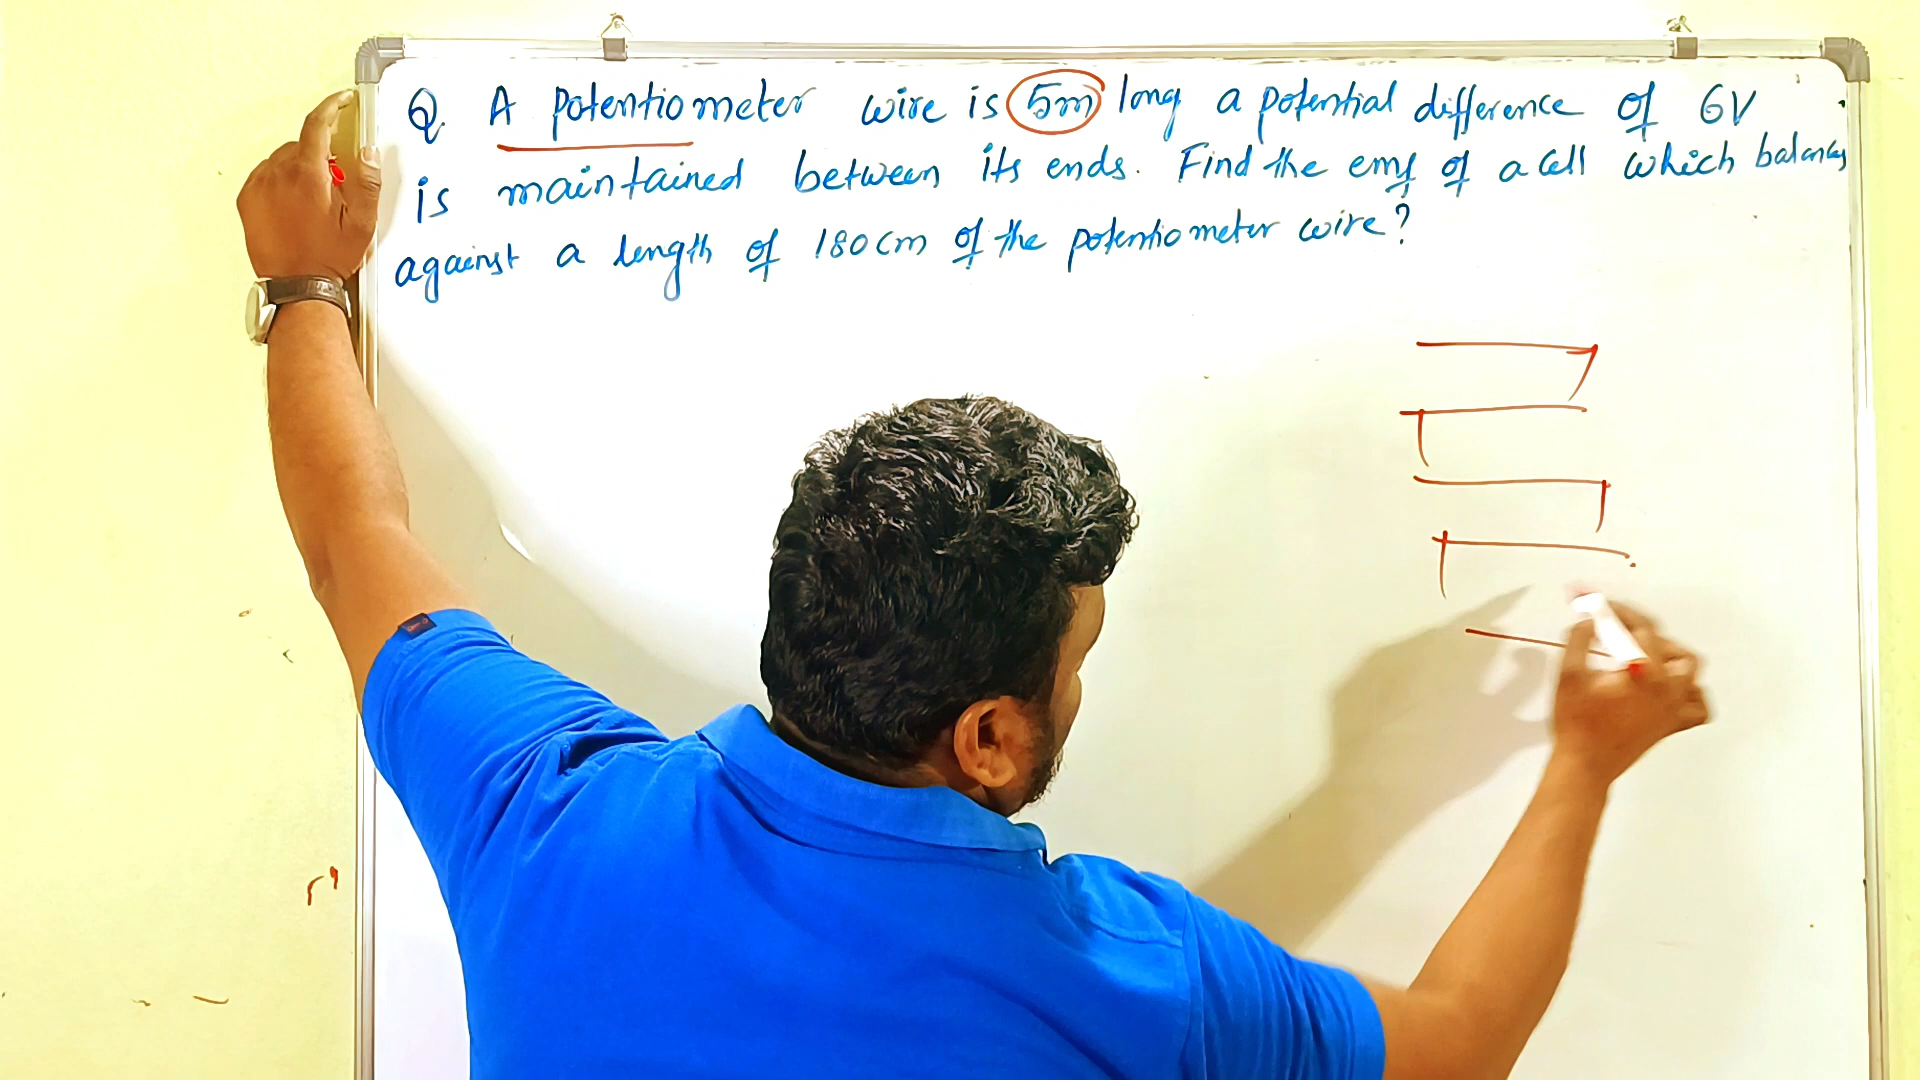 Q. A potentiometer wire is 5m long a potential difference of 6V
is maintained between its ends. Find the emf of a cell which balances
against a length of 180cm of the potentiometer wire?